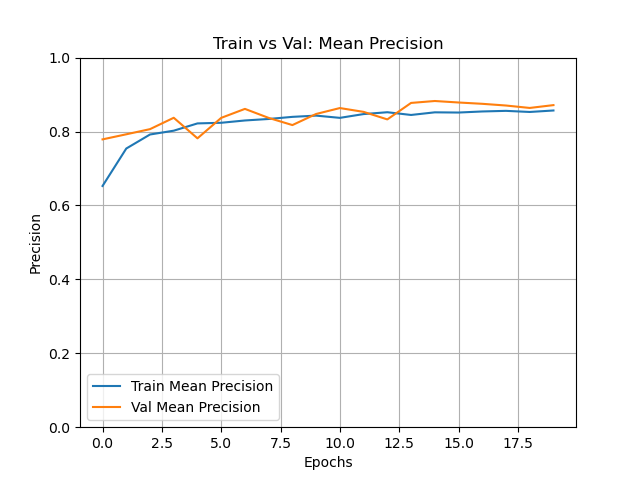 Train vs Val: Mean Precision
1.0
0.8
0.6
0.4
0.2
0.0
Precision
Train Mean Precision
Val Mean Precision
0.0 2.5 5.0 7.5 10.0 12.5 15.0 17.5
Epochs